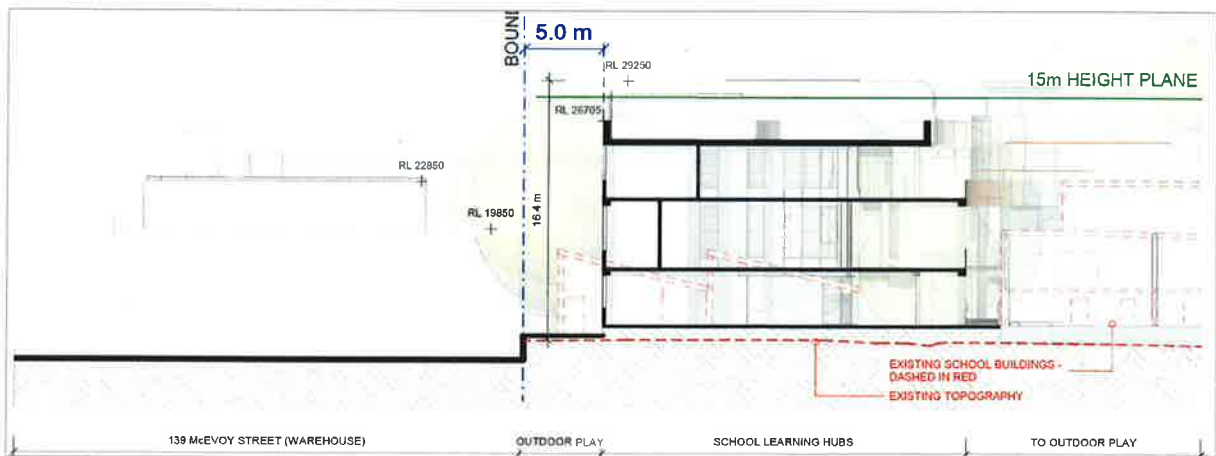 BOUN
5.0 m
RL 29250
15m HEIGHT PLANE
RL 26705
RL 22850
RL 19850
16.4 m
EXISTING SCHOOL BUILDINGS -
DASHED IN RED
EXISTING TOPOGRAPHY
139 McEVOY STREET (WAREHOUSE)
OUTDOOR PLAY
SCHOOL LEARNING HUBS
TO OUTDOOR PLAY